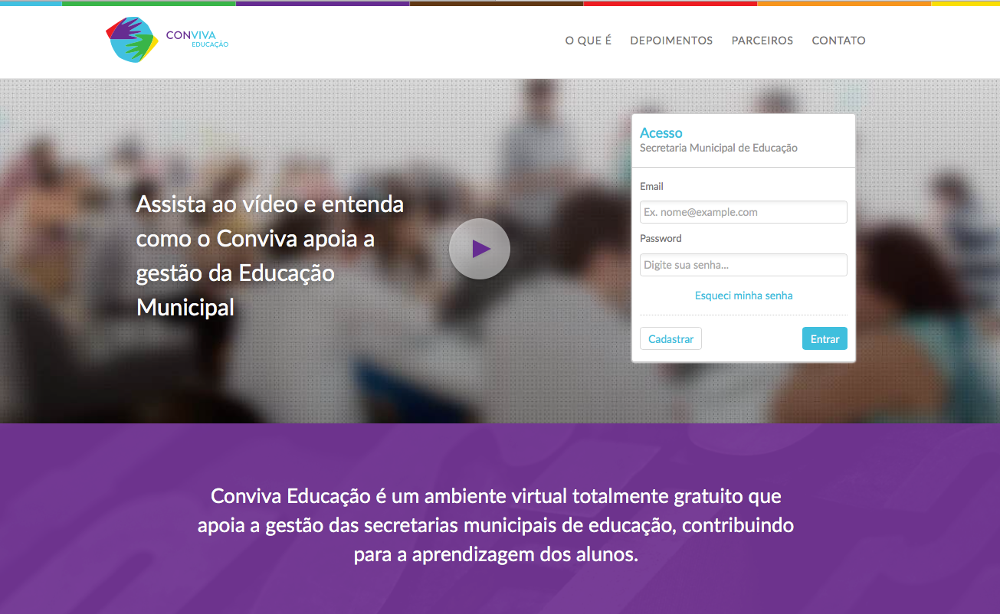 CONVIVA
EDUCAÇÃO
O QUE É DEPOIMENTOS PARCEIROS CONTATO
Assista ao vídeo e entenda
como o Conviva apoia a
gestão da Educação
Municipal
Acesso
Secretaria Municipal de Educação
Email
Ex. nome@example.com
Password
Digite sua senha...
Esqueci minha senha
Cadastrar Entrar
Conviva Educação é um ambiente virtual totalmente gratuito que
apoia a gestão das secretarias municipais de educação, contribuindo
para a aprendizagem dos alunos.